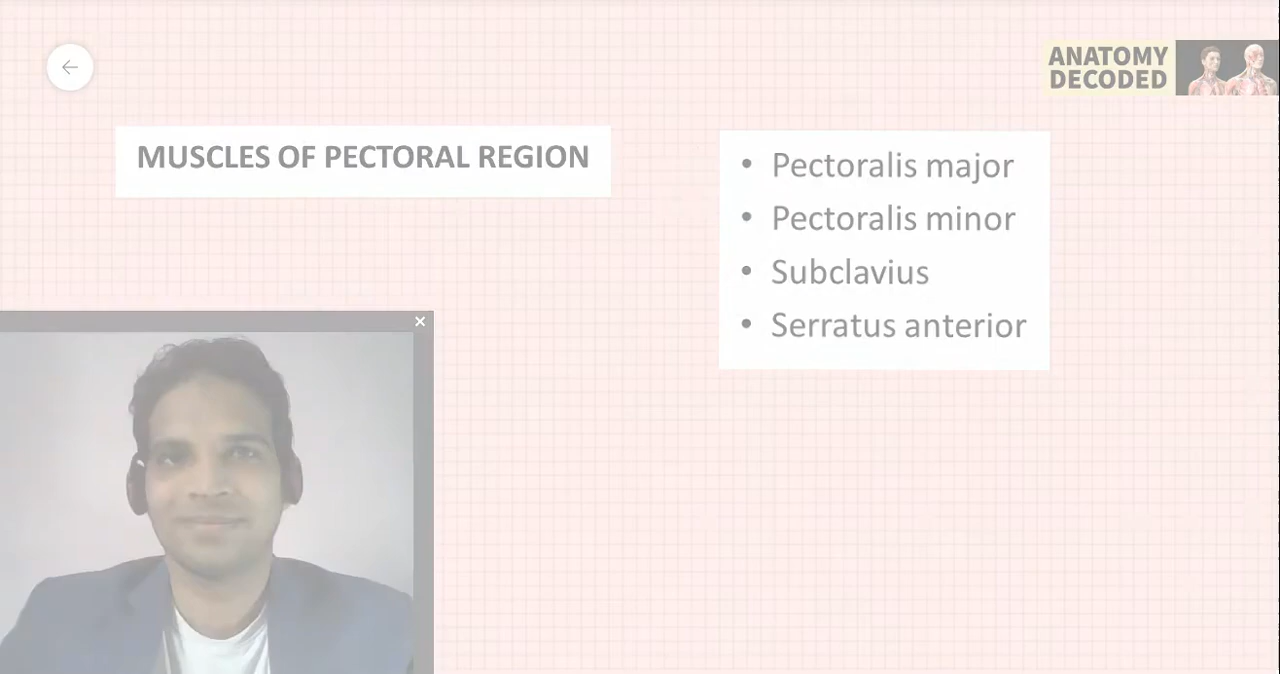 ANATOMY
DECODED
MUSCLES OF PECTORAL REGION
• Pectoralis major
• Pectoralis minor
• Subclavius
• Serratus anterior